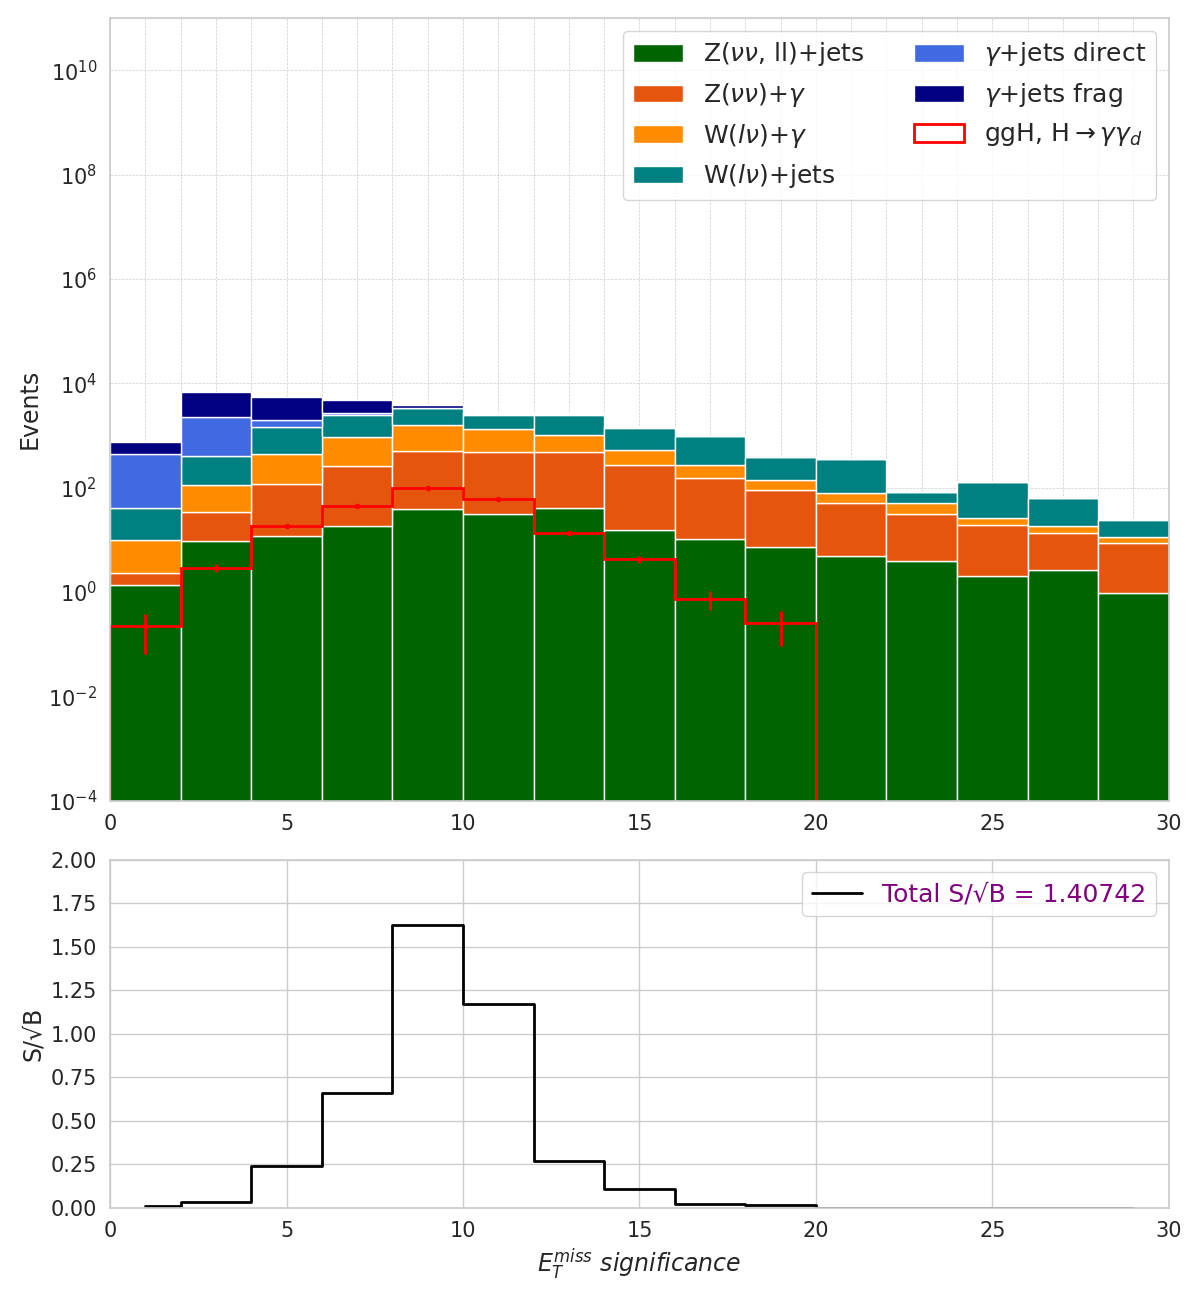 Z(νν, ll)+jets
Z(νν)+γ
W(lν)+γ
W(lν)+jets
γ+jets direct
γ+jets frag
ggH, H→γγ_d
Events
10^10
10^8
10^6
10^4
10^2
10^0
10^−2
10^−4
0 5 10 15 20 25 30
Total S/√B = 1.40742
S/√B
2.00
1.75
1.50
1.25
1.00
0.75
0.50
0.25
0.00
0 5 10 15 20 25 30
E_T^miss significance